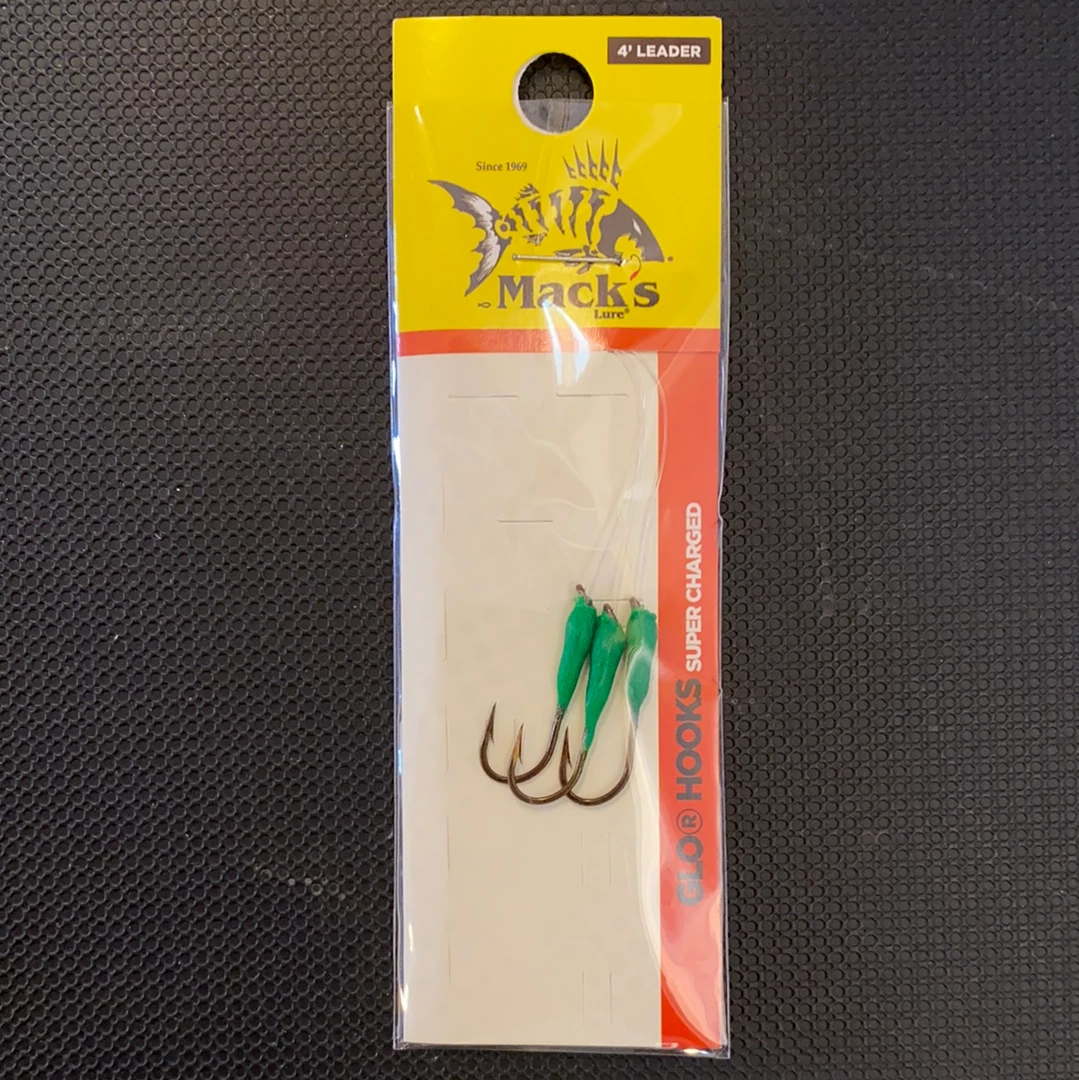 4' LEADER
Since 1969
Mack's
Lure®
GLO® HOOKS SUPER CHARGED